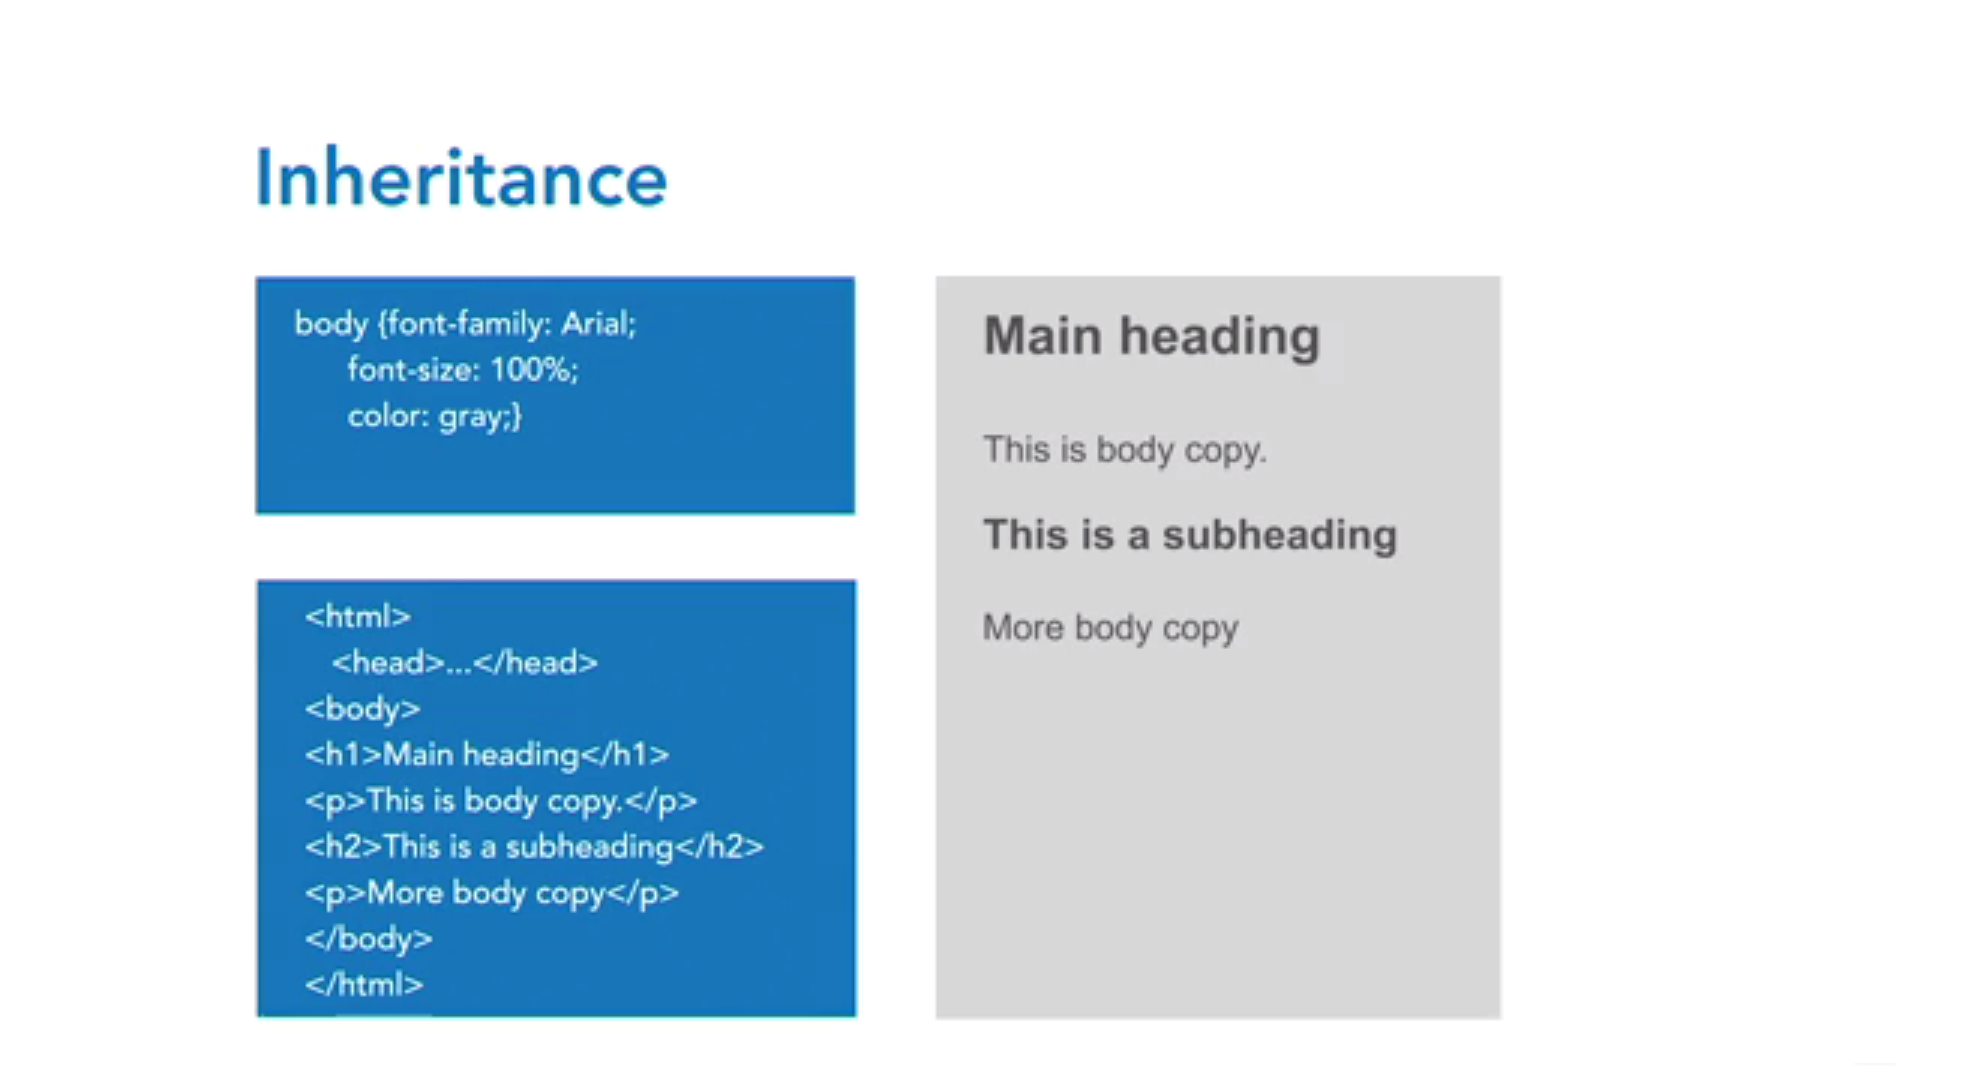 Inheritance
body {font-family: Arial;
font-size: 100%;
color: gray;}
<html>
<head>...</head>
<body>
<h1>Main heading</h1>
<p>This is body copy.</p>
<h2>This is a subheading</h2>
<p>More body copy</p>
</body>
</html>
Main heading
This is body copy.
This is a subheading
More body copy